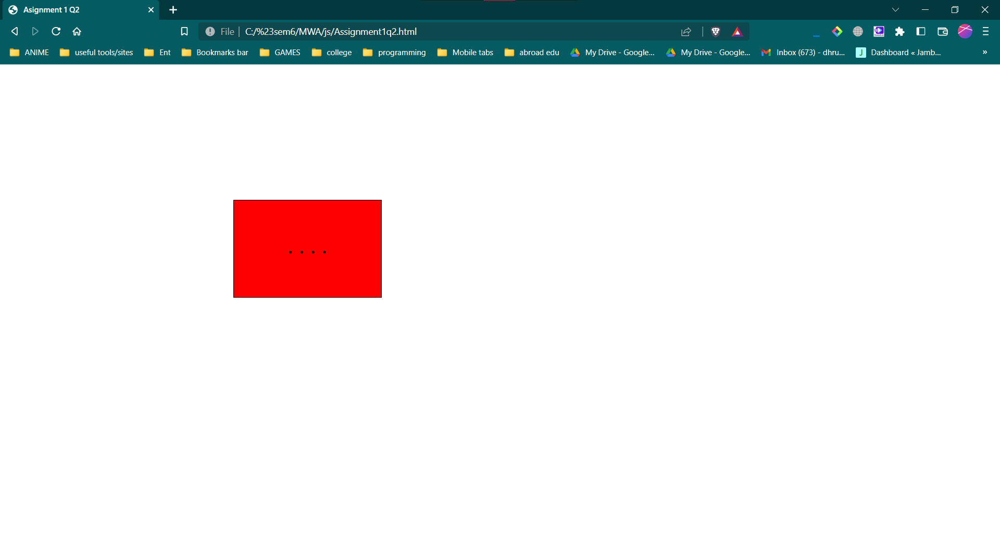 Asignment 1 Q2
File | C:/%23sem6/MWA/js/Assignment1q2.html
ANIME useful tools/sites Ent Bookmarks bar GAMES college programming Mobile tabs abroad edu My Drive - Google... My Drive - Google... Inbox (673) - dhru... J Dashboard « Jamb... »
. . . .